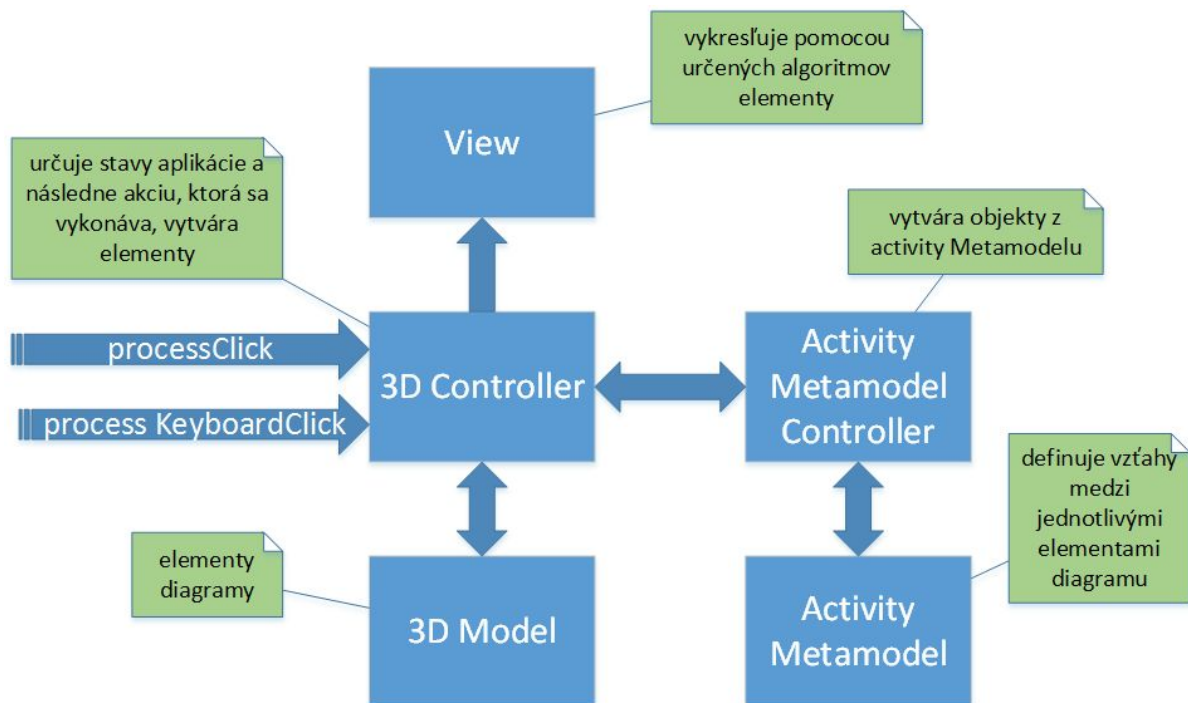 vykresľuje pomocou
určených algoritmov
elementy
View
určuje stavy aplikácie a
následne akciu, ktorá sa
vykonáva, vytvára
elementy
vytvára objekty z
activity Metamodelu
processClick
process KeyboardClick
3D Controller
Activity
Metamodel
Controller
definuje vzťahy
medzi
jednotlivými
elementami
diagramu
elementy
diagramy
3D Model
Activity
Metamodel